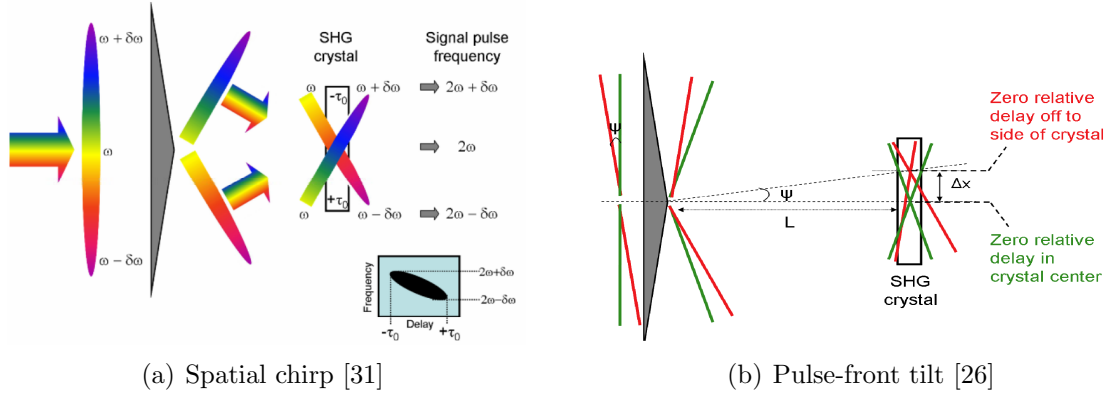 ω + δω
ω
ω − δω
SHG
crystal
Signal pulse
frequency
ω
ω + δω
-τ0
2ω + δω
2ω
+τ0
ω
ω − δω
2ω − δω
Frequency
2ω+δω
2ω−δω
Delay
-τ0
+τ0
(a) Spatial chirp [31]
Ψ
Ψ
L
Δx
Zero relative
delay off to
side of crystal
Zero relative
delay in
crystal center
SHG
crystal
(b) Pulse-front tilt [26]